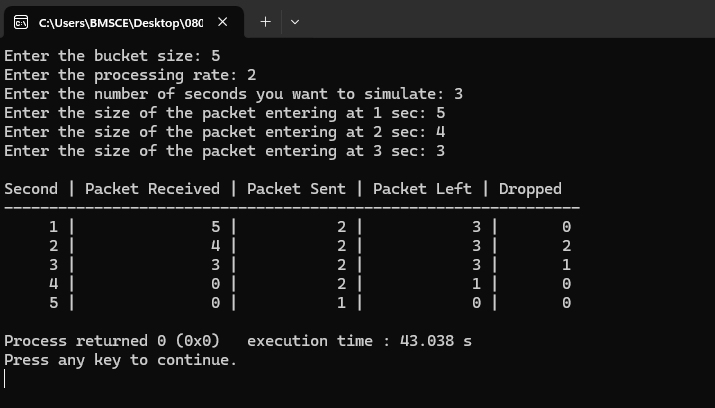 C:\Users\BMSCE\Desktop\080
Enter the bucket size: 5
Enter the processing rate: 2
Enter the number of seconds you want to simulate: 3
Enter the size of the packet entering at 1 sec: 5
Enter the size of the packet entering at 2 sec: 4
Enter the size of the packet entering at 3 sec: 3
Second | Packet Received | Packet Sent | Packet Left | Dropped
----------------------------------------------------------------
     1 |               5 |           2 |           3 |       0
     2 |               4 |           2 |           3 |       2
     3 |               3 |           2 |           3 |       1
     4 |               0 |           2 |           1 |       0
     5 |               0 |           1 |           0 |       0
Process returned 0 (0x0)   execution time : 43.038 s
Press any key to continue.